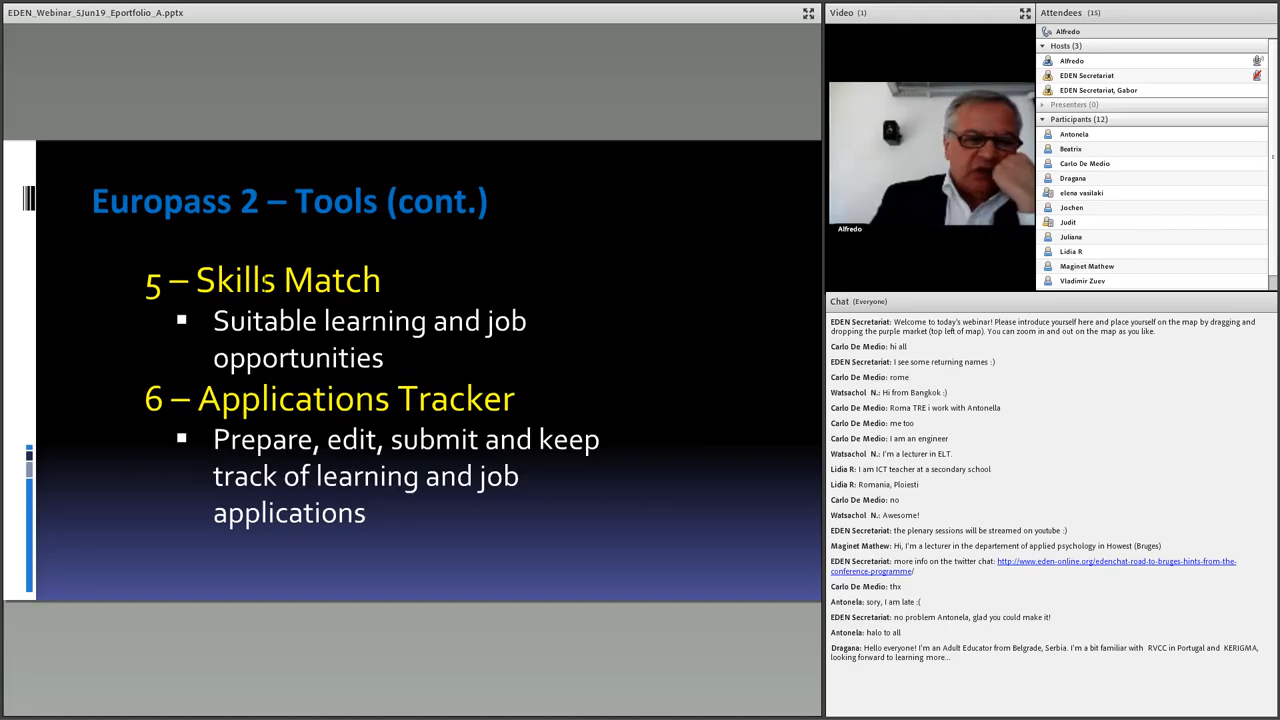 EDEN_Webinar_5Jun19_Eportfolio_A.pptx
Europass 2 – Tools (cont.)
5 – Skills Match
Suitable learning and job
opportunities
6 – Applications Tracker
Prepare, edit, submit and keep
track of learning and job
applications
Video (1)
Alfredo
Attendees (15)
Alfredo
Hosts (3)
Alfredo
EDEN Secretariat
EDEN Secretariat, Gabor
Presenters (0)
Participants (12)
Antonela
Beatrix
Carlo De Medio
Dragana
elena vasilaki
Jochen
Judit
Juliana
Lidia R
Maginet Mathew
Vladimir Zuev
Chat (Everyone)
EDEN Secretariat: Welcome to today's webinar! Please introduce yourself here and place yourself on the map by dragging and
dropping the purple market (top left of map). You can zoom in and out on the map as you like.
Carlo De Medio: hi all
EDEN Secretariat: I see some returning names :)
Carlo De Medio: rome
Watsachol N.: Hi from Bangkok :)
Carlo De Medio: Roma TRE i work with Antonella
Carlo De Medio: me too
Carlo De Medio: I am an engineer
Watsachol N.: I'm a lecturer in ELT.
Lidia R: I am ICT teacher at a secondary school
Lidia R: Romania, Ploiesti
Carlo De Medio: no
Watsachol N.: Awesome!
EDEN Secretariat: the plenary sessions will be streamed on youtube :)
Maginet Mathew: Hi, I'm a lecturer in the departement of applied psychology in Howest (Bruges)
EDEN Secretariat: more info on the twitter chat: http://www.eden-online.org/edenchat-road-to-bruges-hints-from-the-
conference-programme/
Carlo De Medio: thx
Antonela: sory, I am late :(
EDEN Secretariat: no problem Antonela, glad you could make it!
Antonela: halo to all
Dragana: Hello everyone! I'm an Adult Educator from Belgrade, Serbia. I'm a bit familiar with RVCC in Portugal and KERIGMA,
looking forward to learning more...